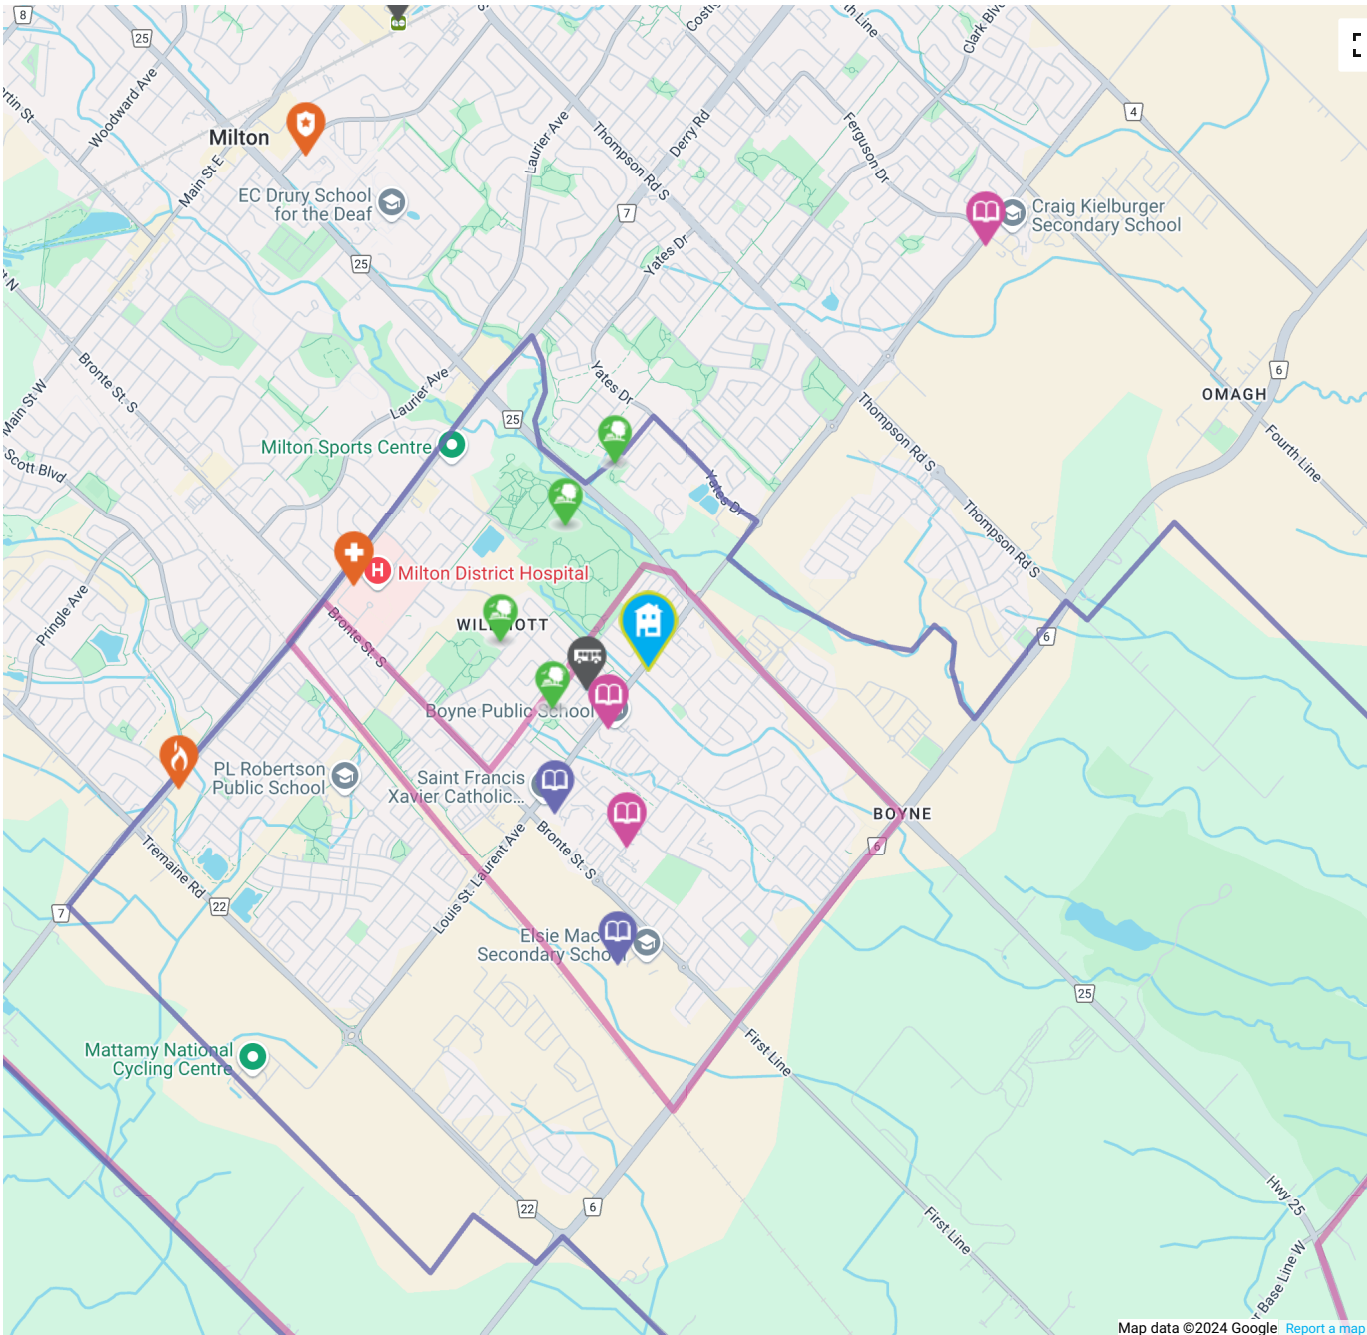 8
25
Woodward Ave
Main St E
Milton
EC Drury School
for the Deaf
Laurier Ave
Thompson Rd S
Derry Rd
7
Yates Dr
25
Ferguson Dr
Clark Blvd
4
Craig Kielburger
Secondary School
Bronte St. S
Main St W
Scott Blvd
Laurier Ave
25
Milton Sports Centre
Yates Dr
Yates Dr
Thompson Rd S
Thompson Rd S
6
OMAGH
Fourth Line
H
Milton District Hospital
Pringle Ave
Bronte St. S
6
Boyne Public School
PL Robertson
Public School
Saint Francis
Xavier Catholic...
BOYNE
6
Tremaine Rd
22
7
Louis St. Laurent Ave
Bronte St. S
Secondary School
25
Mattamy National
Cycling Centre
First Line
22
6
First Line
Hwy 25
Base Line W
Map data ©2024 Google
Report a map